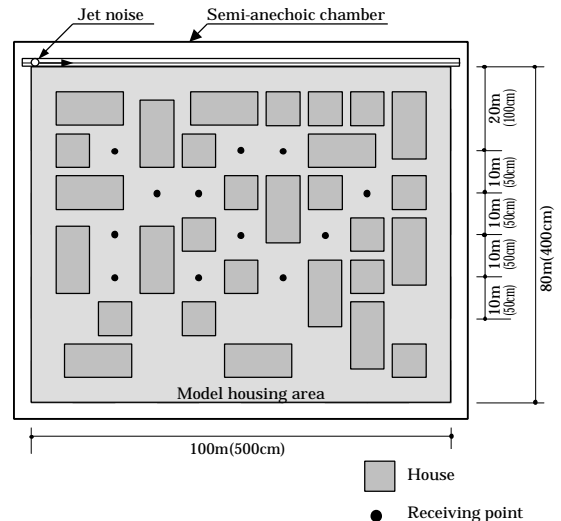 Jet noise
Semi-anechoic chamber
20m
(100cm)
10m
(50cm)
10m
(50cm)
10m
(50cm)
10m
(50cm)
80m(400cm)
Model housing area
100m(500cm)
House
Receiving point